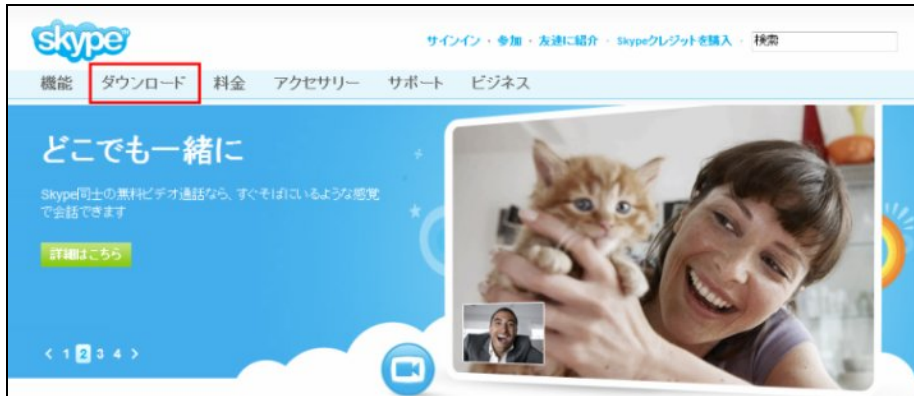 skype
サインイン ・ 参加 ・ 友達に紹介 ・ Skypeクレジットを購入 ・ 検索
機能 ダウンロード 料金 アクセサリー サポート ビジネス
どこでも一緒に
Skype同士の無料ビデオ通話なら、すぐそばにいるような感覚
で会話できます
詳細はこちら
< 1 2 3 4 >